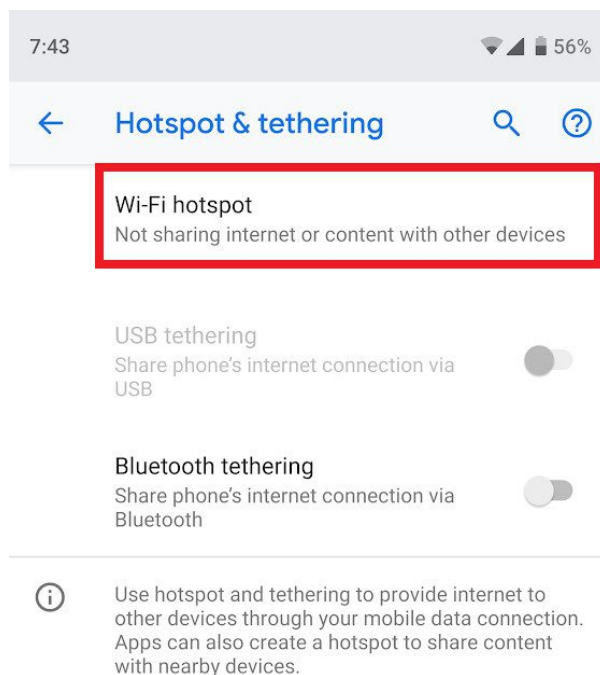 7:43 56%
Hotspot & tethering
Wi-Fi hotspot
Not sharing internet or content with other devices
USB tethering
Share phone's internet connection via
USB
Bluetooth tethering
Share phone's internet connection via
Bluetooth
Use hotspot and tethering to provide internet to
other devices through your mobile data connection.
Apps can also create a hotspot to share content
with nearby devices.